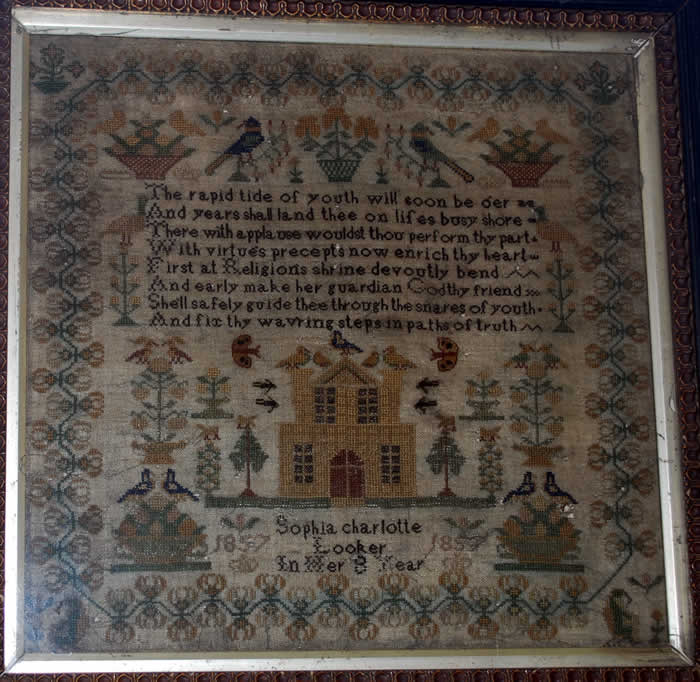 The rapid tide of youth will soon be oer
And years shall land thee on lifes busy shore
There with applause wouldst thou perform thy part
With virtues precepts now enrich thy heart
First at Religions shrine devoutly bend
And early make her guardian God thy friend
Shell safely guide thee through the snares of youth
And fix thy wavring steps in paths of truth
Sophia charlotte
1857 Looker 1857
In Her 8 Year